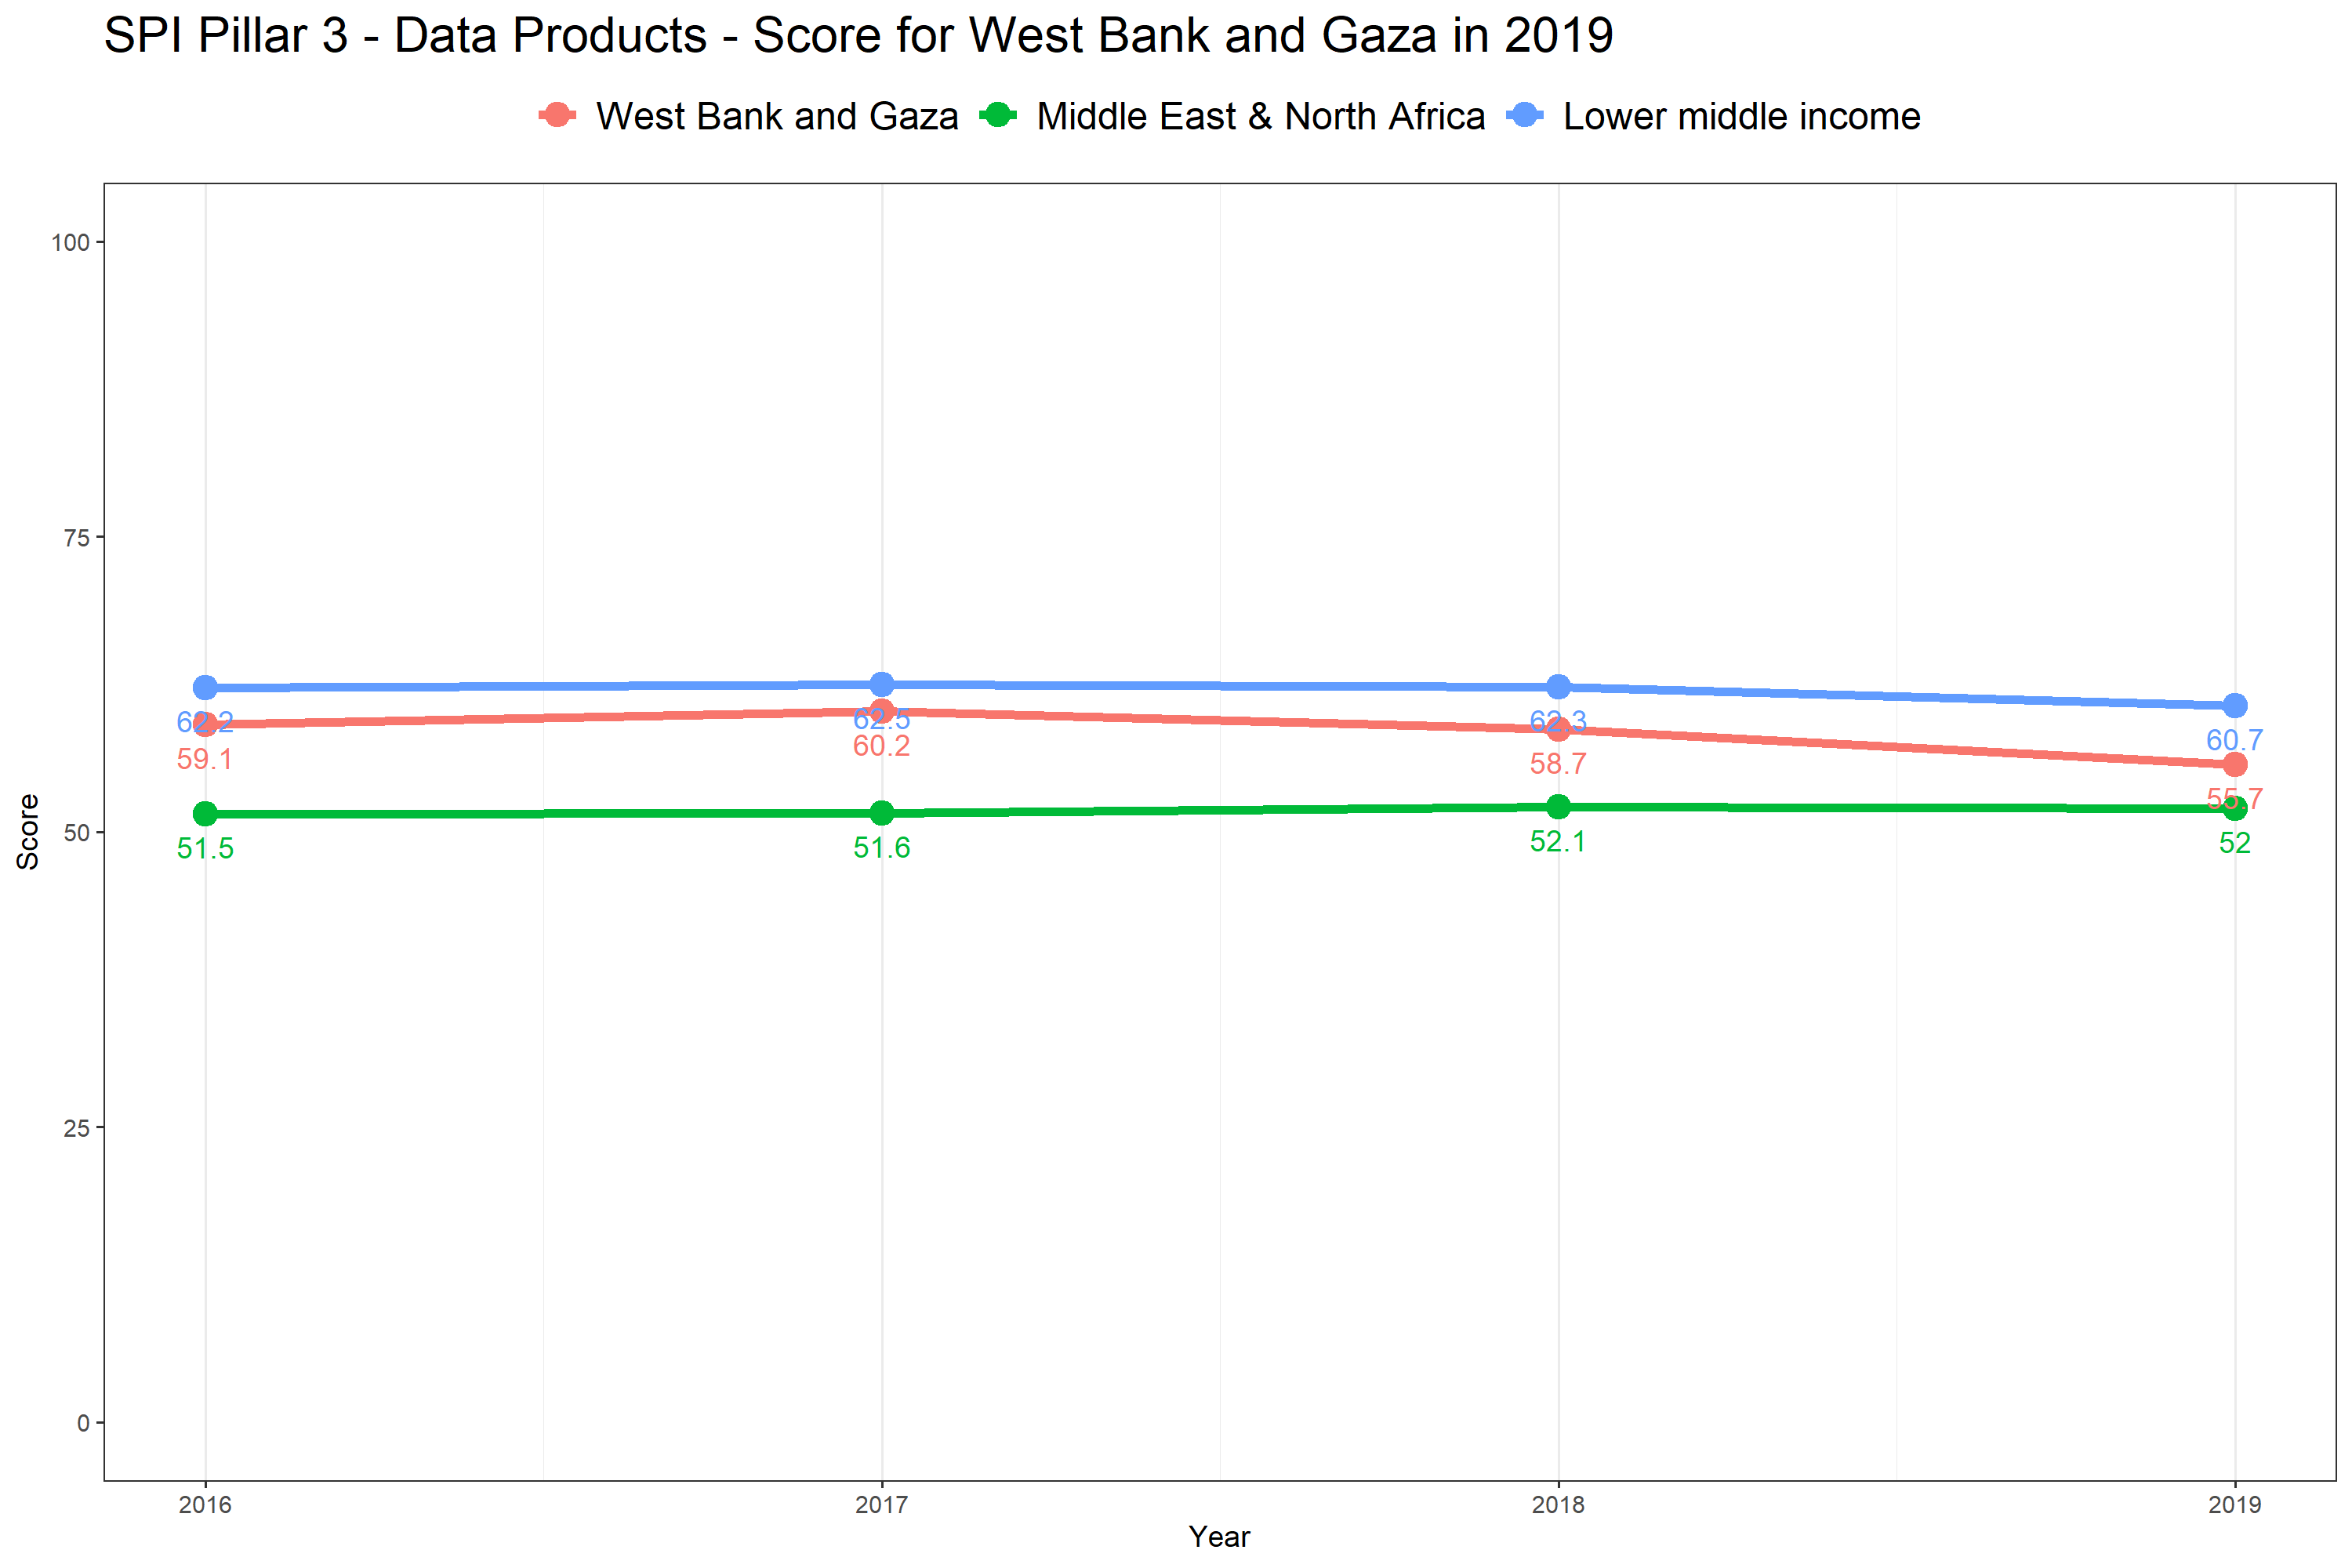 SPI Pillar 3 - Data Products - Score for West Bank and Gaza in 2019
West Bank and Gaza Middle East & North Africa Lower middle income
100
75
50
25
0
Score
62.2 62.5 62.3 60.7
59.1 60.2 58.7 55.7
51.5 51.6 52.1 52
2016 2017 2018 2019
Year